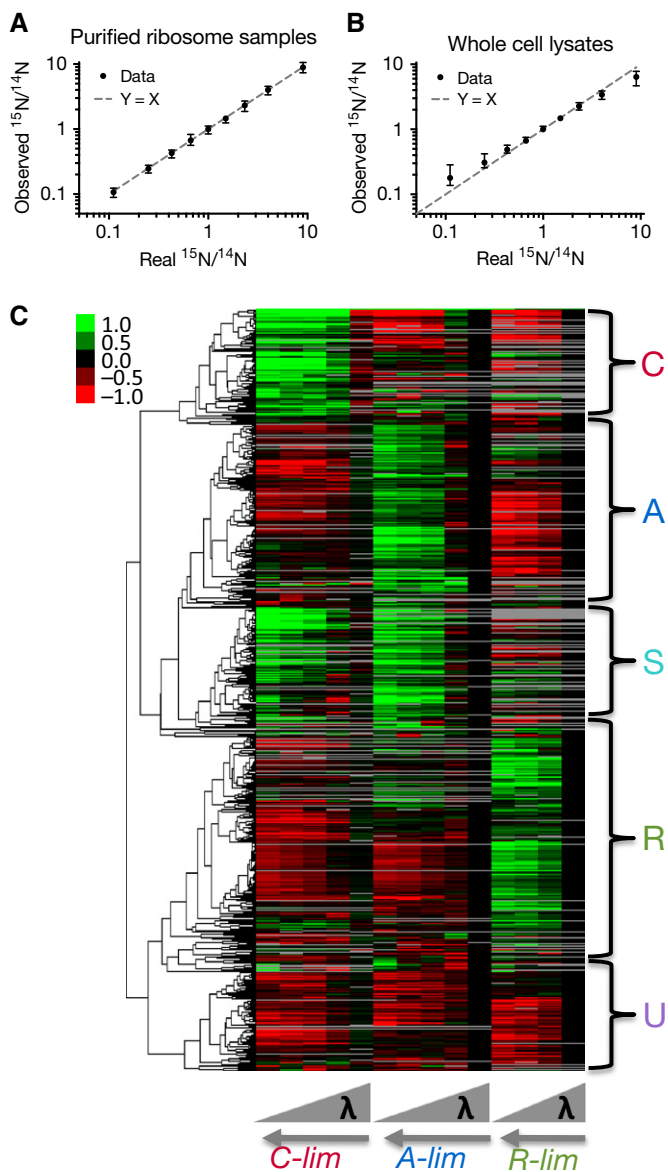 A
Purified ribosome samples
10
1
0.1
Observed ¹⁵N/¹⁴N
Data
Y = X
0.1
1
10
Real ¹⁵N/¹⁴N
B
Whole cell lysates
10
1
0.1
Observed ¹⁵N/¹⁴N
Data
Y = X
0.1
1
10
Real ¹⁵N/¹⁴N
C
1.0
0.5
0.0
−0.5
−1.0
C
A
S
R
U
λ
λ
λ
C-lim
A-lim
R-lim